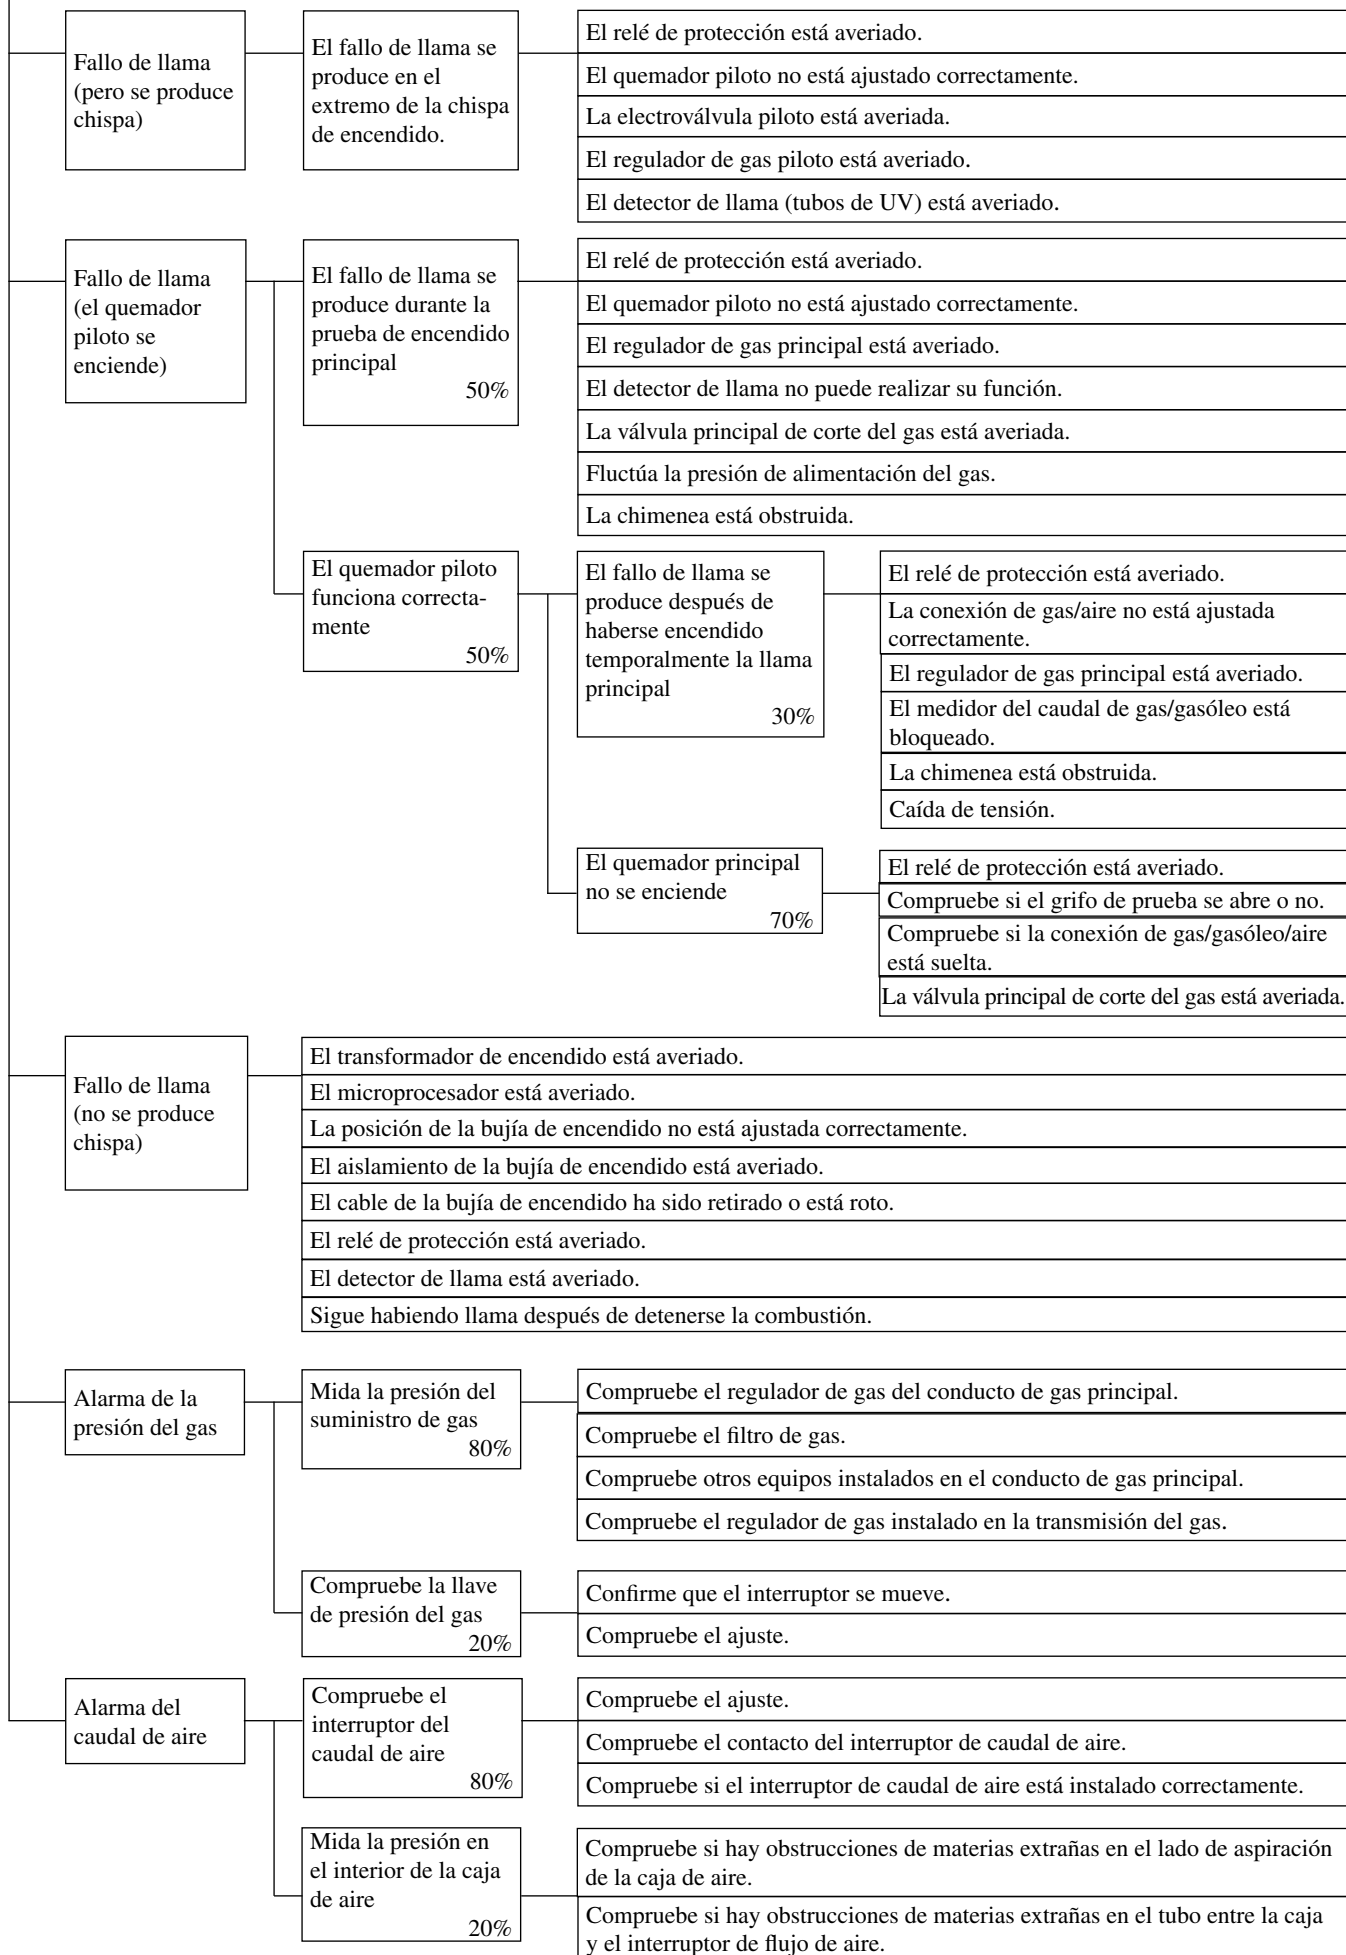 Fallo de llama
(pero se produce
chispa)
El fallo de llama se
produce en el
extremo de la chispa
de encendido.
El relé de protección está averiado.
El quemador piloto no está ajustado correctamente.
La electroválvula piloto está averiada.
El regulador de gas piloto está averiado.
El detector de llama (tubos de UV) está averiado.
Fallo de llama
(el quemador
piloto se
enciende)
El fallo de llama se
produce durante la
prueba de encendido
principal
50%
El relé de protección está averiado.
El quemador piloto no está ajustado correctamente.
El regulador de gas principal está averiado.
El detector de llama no puede realizar su función.
La válvula principal de corte del gas está averiada.
Fluctúa la presión de alimentación del gas.
La chimenea está obstruida.
El quemador piloto
funciona correcta-
mente
50%
El fallo de llama se
produce después de
haberse encendido
temporalmente la llama
principal
30%
El relé de protección está averiado.
La conexión de gas/aire no está ajustada
correctamente.
El regulador de gas principal está averiado.
El medidor del caudal de gas/gasóleo está
bloqueado.
La chimenea está obstruida.
Caída de tensión.
El quemador principal
no se enciende
70%
El relé de protección está averiado.
Compruebe si el grifo de prueba se abre o no.
Compruebe si la conexión de gas/gasóleo/aire
está suelta.
La válvula principal de corte del gas está averiada.
Fallo de llama
(no se produce
chispa)
El transformador de encendido está averiado.
El microprocesador está averiado.
La posición de la bujía de encendido no está ajustada correctamente.
El aislamiento de la bujía de encendido está averiado.
El cable de la bujía de encendido ha sido retirado o está roto.
El relé de protección está averiado.
El detector de llama está averiado.
Sigue habiendo llama después de detenerse la combustión.
Alarma de la
presión del gas
Mida la presión del
suministro de gas
80%
Compruebe el regulador de gas del conducto de gas principal.
Compruebe el filtro de gas.
Compruebe otros equipos instalados en el conducto de gas principal.
Compruebe el regulador de gas instalado en la transmisión del gas.
Compruebe la llave
de presión del gas
20%
Confirme que el interruptor se mueve.
Compruebe el ajuste.
Alarma del
caudal de aire
Compruebe el
interruptor del
caudal de aire
80%
Compruebe el ajuste.
Compruebe el contacto del interruptor de caudal de aire.
Compruebe si el interruptor de caudal de aire está instalado correctamente.
Mida la presión en
el interior de la caja
de aire
20%
Compruebe si hay obstrucciones de materias extrañas en el lado de aspiración
de la caja de aire.
Compruebe si hay obstrucciones de materias extrañas en el tubo entre la caja
y el interruptor de flujo de aire.